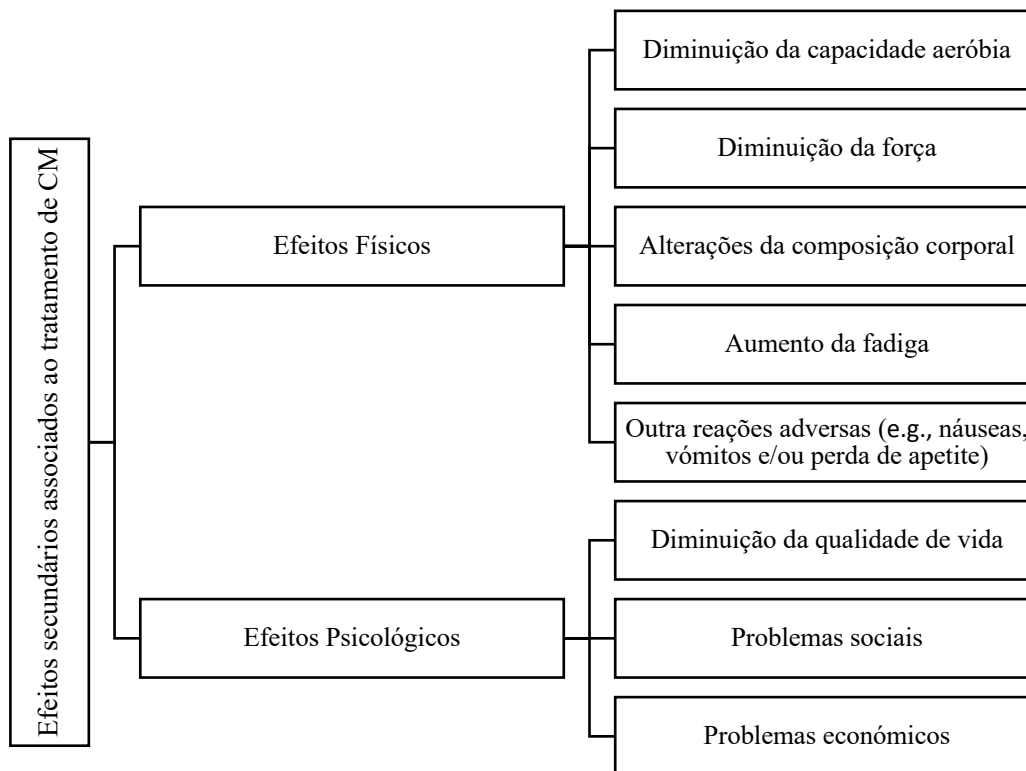 Efeitos secundários associados ao tratamento de CM
Efeitos Físicos
Diminuição da capacidade aeróbia
Diminuição da força
Alterações da composição corporal
Aumento da fadiga
Outra reações adversas (e.g., náuseas,
vómitos e/ou perda de apetite)
Efeitos Psicológicos
Diminuição da qualidade de vida
Problemas sociais
Problemas económicos